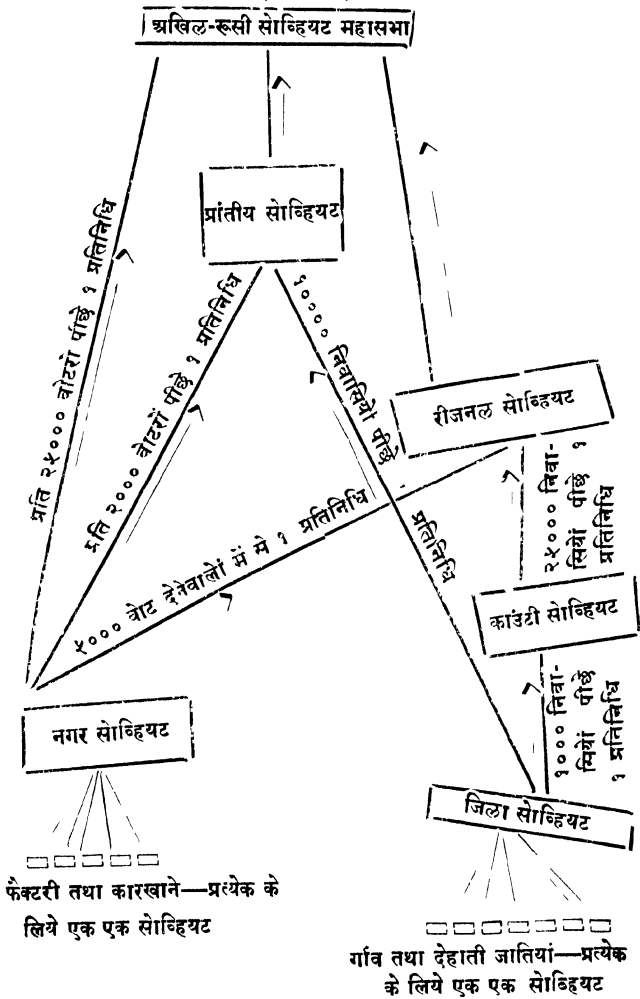 अखिल-रूसी सोव्हियट महासभा
प्रांतीय सोव्हियट
प्रति २५००० वोटरों पीछे १ प्रतिनिधि
प्रति २००० वोटरों पीछे १ प्रतिनिधि
१०००० निवासियों पीछे
प्रतिनिधि
रीजनल सोव्हियट
५००० वोट देनेवालों में मे १ प्रतिनिधि
२५००० निवा-
सियों पीछे १
प्रतिनिधि
काउंटी सोव्हियट
१००० निवा-
सियों पीछे
१ प्रतिनिधि
नगर सोव्हियट
जिला सोव्हियट
फैक्टरी तथा कारखाने—प्रत्येक के
लिये एक एक सोव्हियट
गाँव तथा देहाती जातियां—प्रत्येक
के लिये एक एक सोव्हियट